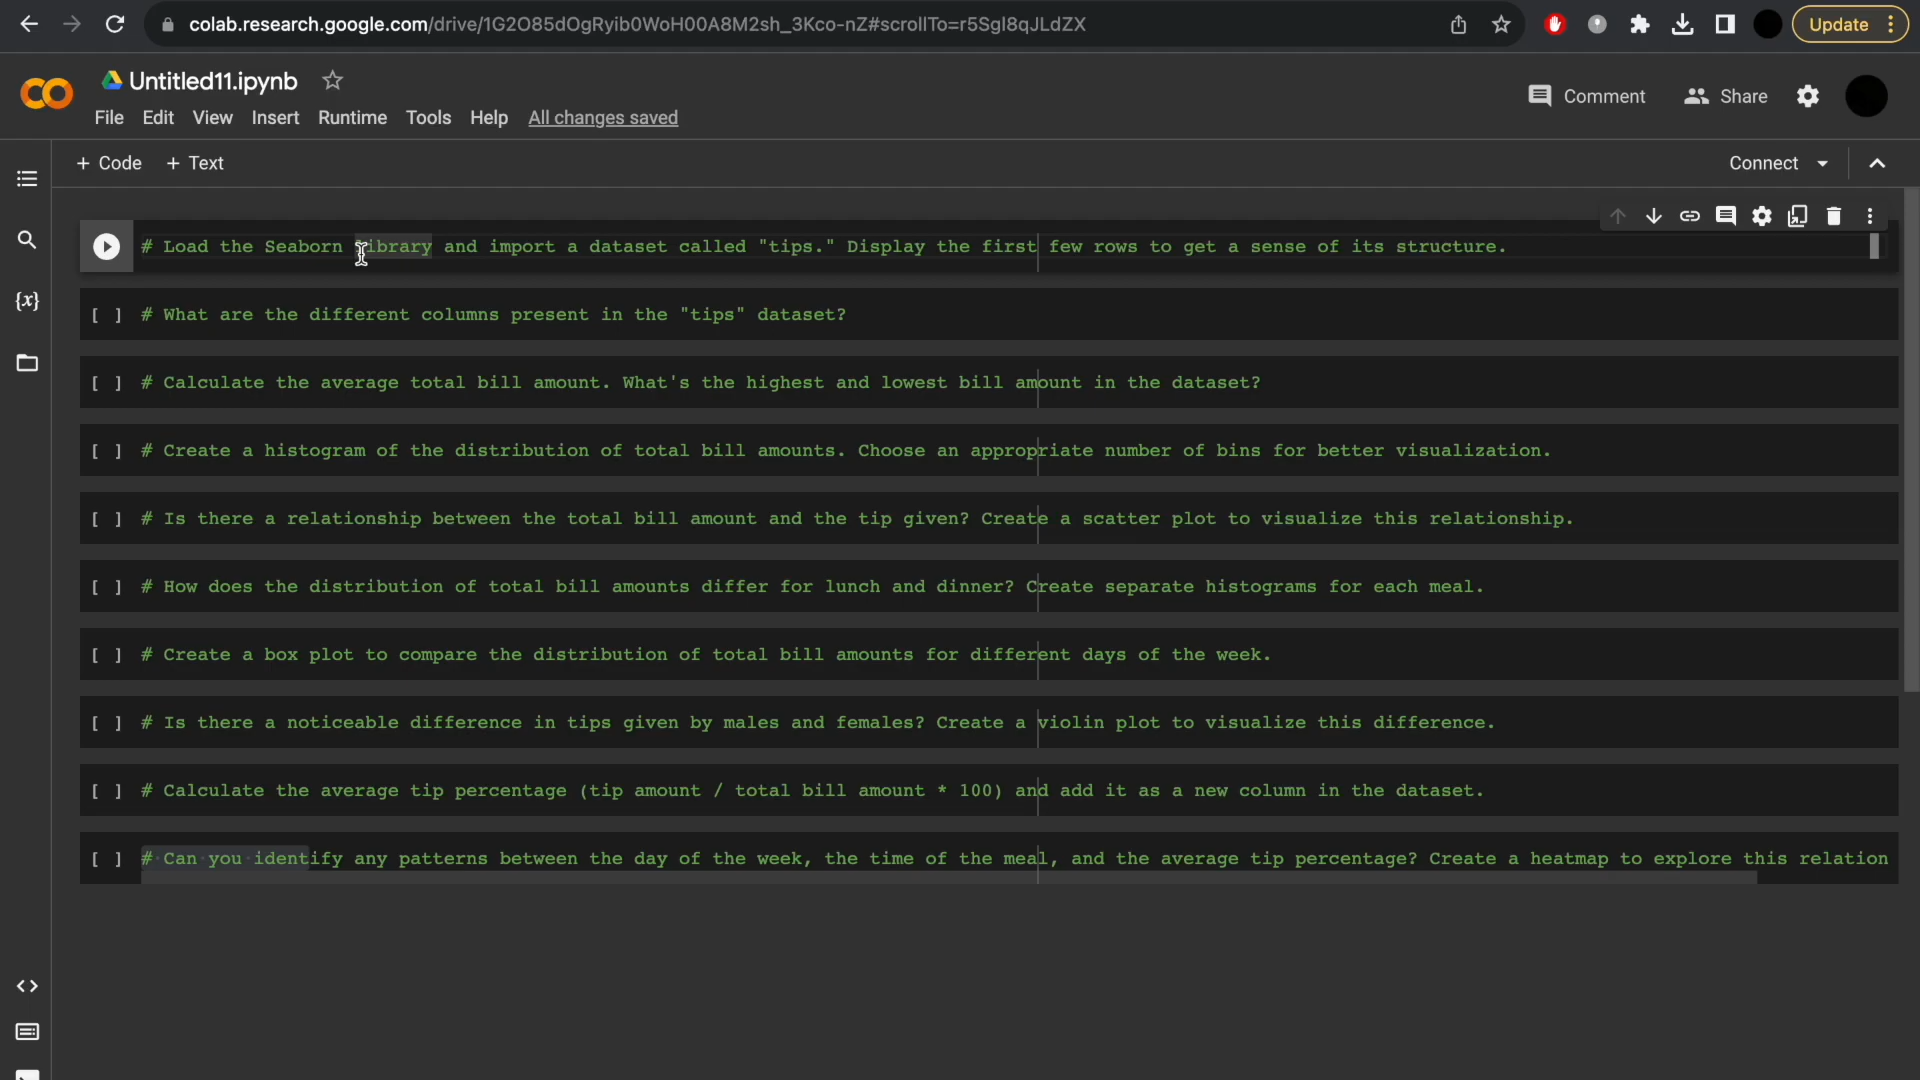 colab.research.google.com/drive/1G2O85dOgRyib0WoH00A8M2sh_3Kco-nZ#scrollTo=r5Sgl8qJLdZX
Update
Untitled11.ipynb
File Edit View Insert Runtime Tools Help All changes saved
Comment Share
+ Code + Text
Connect
# Load the Seaborn library and import a dataset called "tips." Display the first few rows to get a sense of its structure.
[ ] # What are the different columns present in the "tips" dataset?
[ ] # Calculate the average total bill amount. What's the highest and lowest bill amount in the dataset?
[ ] # Create a histogram of the distribution of total bill amounts. Choose an appropriate number of bins for better visualization.
[ ] # Is there a relationship between the total bill amount and the tip given? Create a scatter plot to visualize this relationship.
[ ] # How does the distribution of total bill amounts differ for lunch and dinner? Create separate histograms for each meal.
[ ] # Create a box plot to compare the distribution of total bill amounts for different days of the week.
[ ] # Is there a noticeable difference in tips given by males and females? Create a violin plot to visualize this difference.
[ ] # Calculate the average tip percentage (tip amount / total bill amount * 100) and add it as a new column in the dataset.
[ ] # Can you identify any patterns between the day of the week, the time of the meal, and the average tip percentage? Create a heatmap to explore this relation
{x}
<>